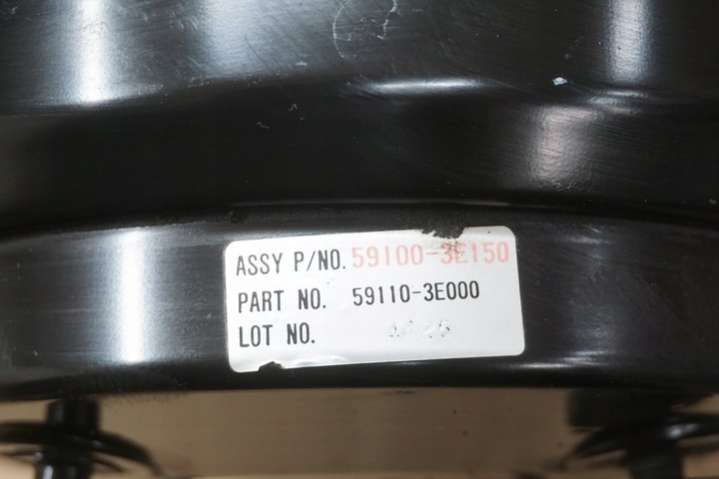 ASSY P/NO. 59100-3E150
PART NO. 59110-3E000
LOT NO.